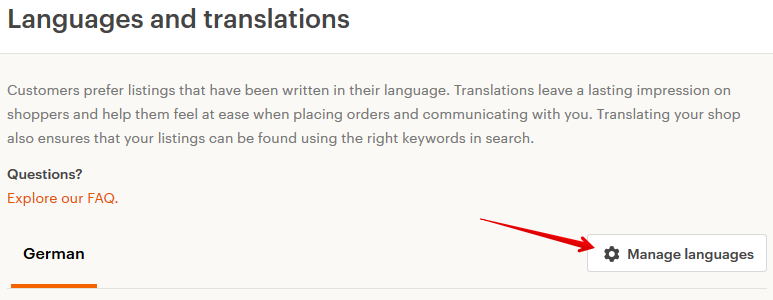 Languages and translations
Customers prefer listings that have been written in their language. Translations leave a lasting impression on
shoppers and help them feel at ease when placing orders and communicating with you. Translating your shop
also ensures that your listings can be found using the right keywords in search.
Questions?
Explore our FAQ.
German
Manage languages